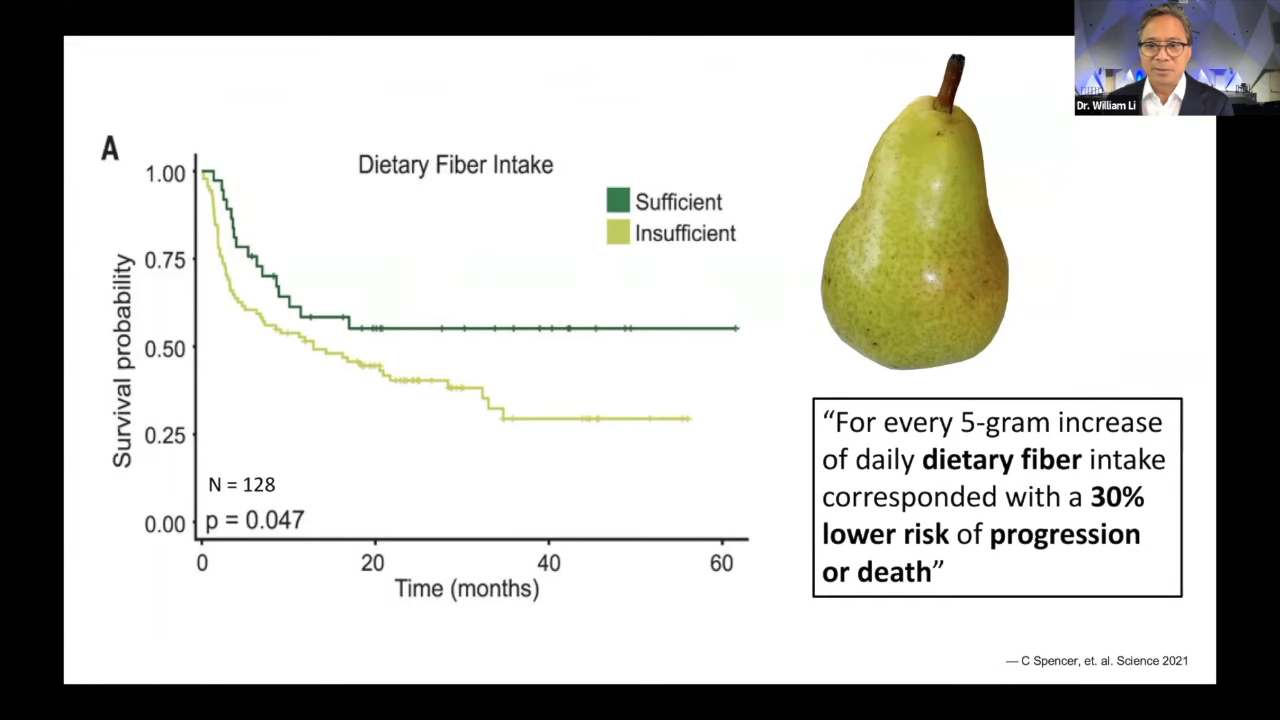 Dr. William Li
A
Dietary Fiber Intake
Sufficient
Insufficient
Survival probability
1.00
0.75
0.50
0.25
0.00
N = 128
p = 0.047
0 20 40 60
Time (months)
“For every 5-gram increase
of daily dietary fiber intake
corresponded with a 30%
lower risk of progression
or death”
— C Spencer, et. al. Science 2021